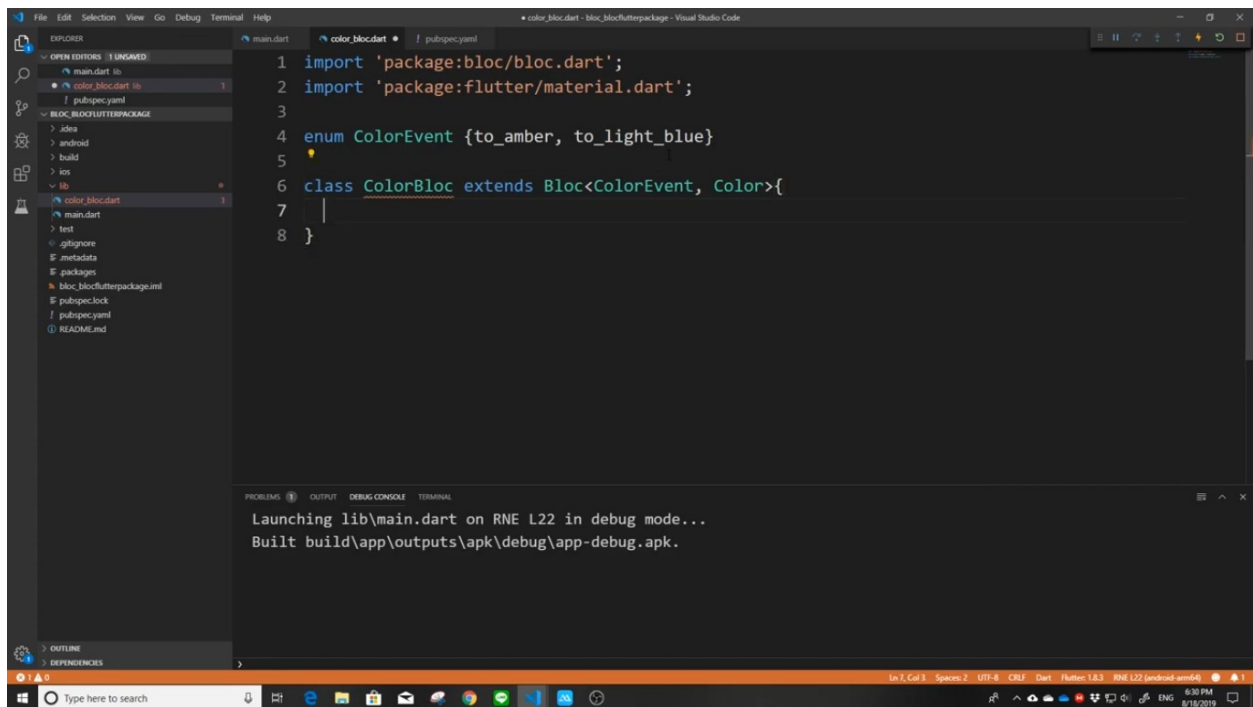 File Edit Selection View Go Debug Terminal Help
● color_bloc.dart - bloc_blocflutterpackage - Visual Studio Code
EXPLORER
OPEN EDITORS 1 UNSAVED
main.dart lib
● color_bloc.dart lib 1
! pubspec.yaml
BLOC_BLOCFLUTTERPACKAGE
> .idea
> android
> build
> ios
lib
color_bloc.dart 1
main.dart
> test
.gitignore
.metadata
.packages
bloc_blocflutterpackage.iml
pubspec.lock
! pubspec.yaml
README.md
> OUTLINE
> DEPENDENCIES
main.dart color_bloc.dart ● ! pubspec.yaml
1 import 'package:bloc/bloc.dart';
2 import 'package:flutter/material.dart';
3
4 enum ColorEvent {to_amber, to_light_blue}
5
6 class ColorBloc extends Bloc<ColorEvent, Color>{
7
8 }
PROBLEMS 1 OUTPUT DEBUG CONSOLE TERMINAL
Launching lib\main.dart on RNE L22 in debug mode...
Built build\app\outputs\apk\debug\app-debug.apk.
>
1 0 Ln 7, Col 3 Spaces: 2 UTF-8 CRLF Dart Flutter: 1.8.3 RNE L22 (android-arm64) 1
Type here to search ENG 6:30 PM
8/18/2019